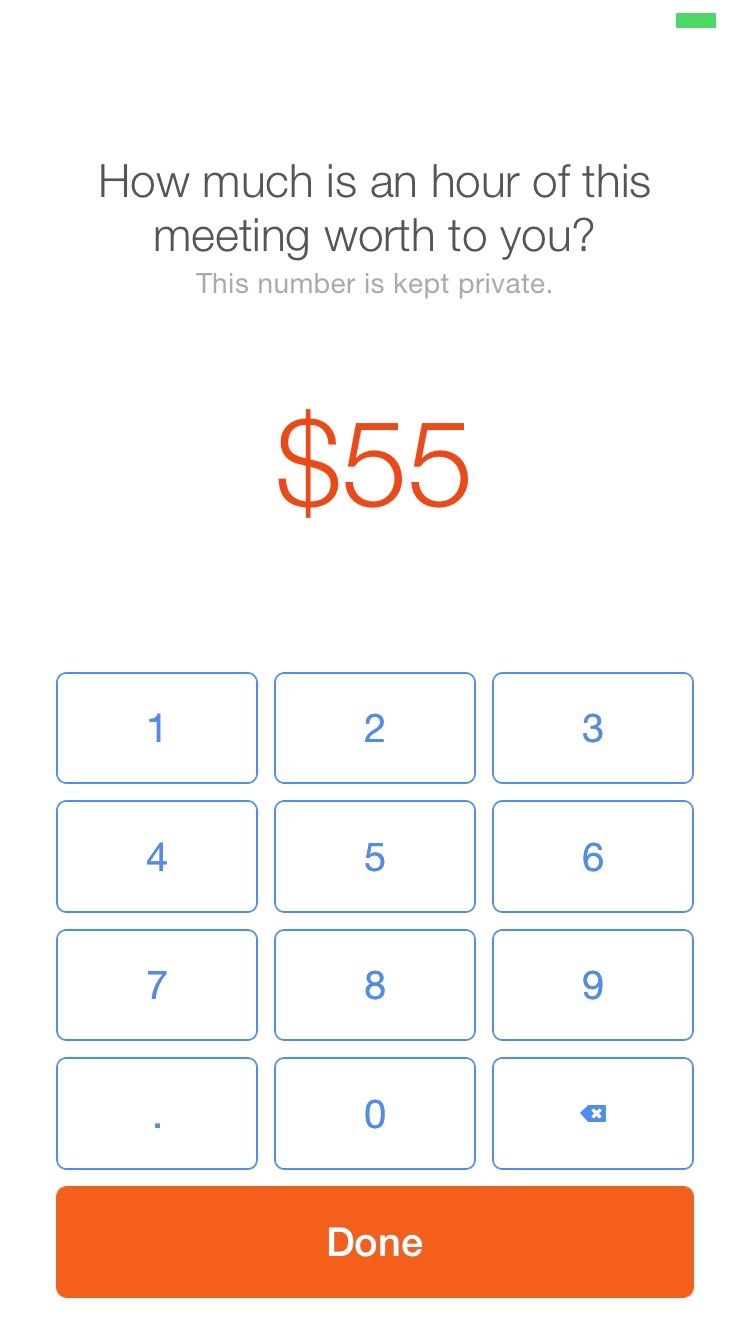 How much is an hour of this
meeting worth to you?
This number is kept private.
$55
1 2 3
4 5 6
7 8 9
. 0
Done